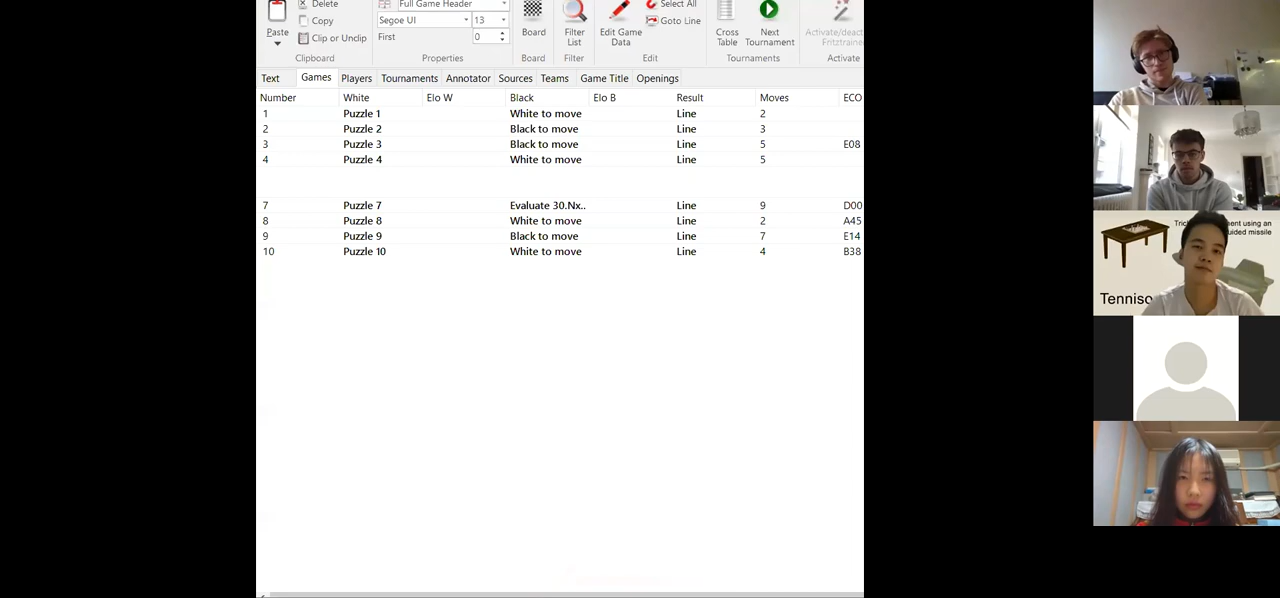 Delete
Full Game Header
Select All
Copy
Segoe UI 13
Goto Line
Paste
Clip or Unclip
First 0
Board
Filter List
Edit Game Data
Cross Table
Next Tournament
Activate/deact
Fritztrainer
Clipboard Properties Board Filter Edit Tournaments Activate
Text Games Players Tournaments Annotator Sources Teams Game Title Openings
Number White Elo W Black Elo B Result Moves ECO
1 Puzzle 1 White to move Line 2
2 Puzzle 2 Black to move Line 3
3 Puzzle 3 Black to move Line 5 E08
4 Puzzle 4 White to move Line 5
7 Puzzle 7 Evaluate 30.Nx.. Line 9 D00
8 Puzzle 8 White to move Line 2 A45
9 Puzzle 9 Black to move Line 7 E14
10 Puzzle 10 White to move Line 4 B38
using an
missile